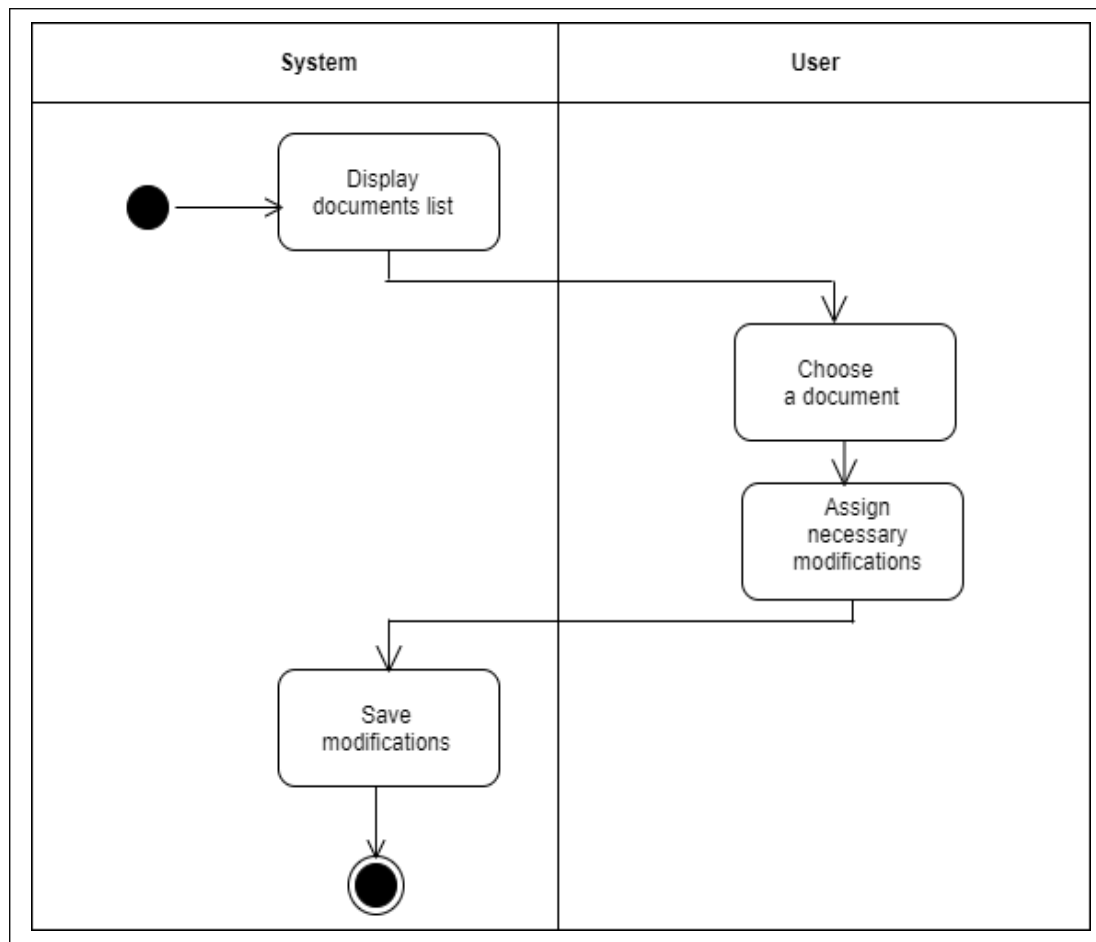 System
User
Display
documents list
Choose
a document
Assign
necessary
modifications
Save
modifications